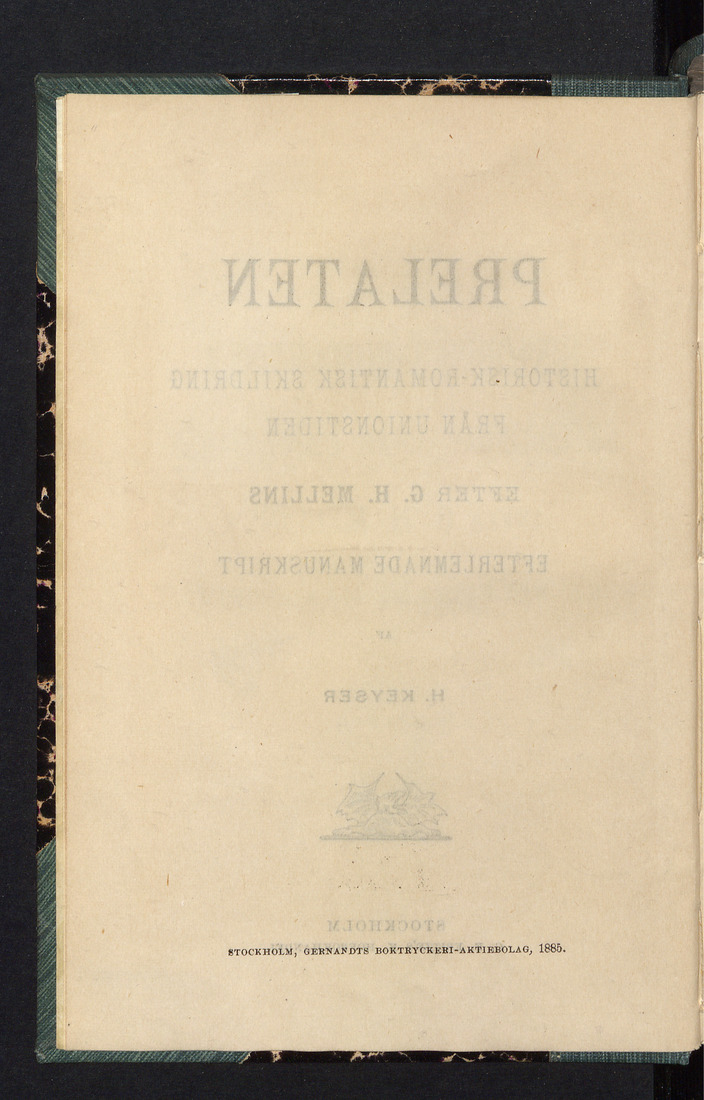 PRELATEN
HISTORISK-ROMANTISK SKILDRING
FRÅN UNIONSTIDEN
EFTER G. H. MELLINS
EFTERLEMNADE MANUSKRIPT
AF
H. KEYSER
STOCKHOLM
STOCKHOLM, GERNANDTS BOKTRYCKERI-AKTIEBOLAG, 1885.